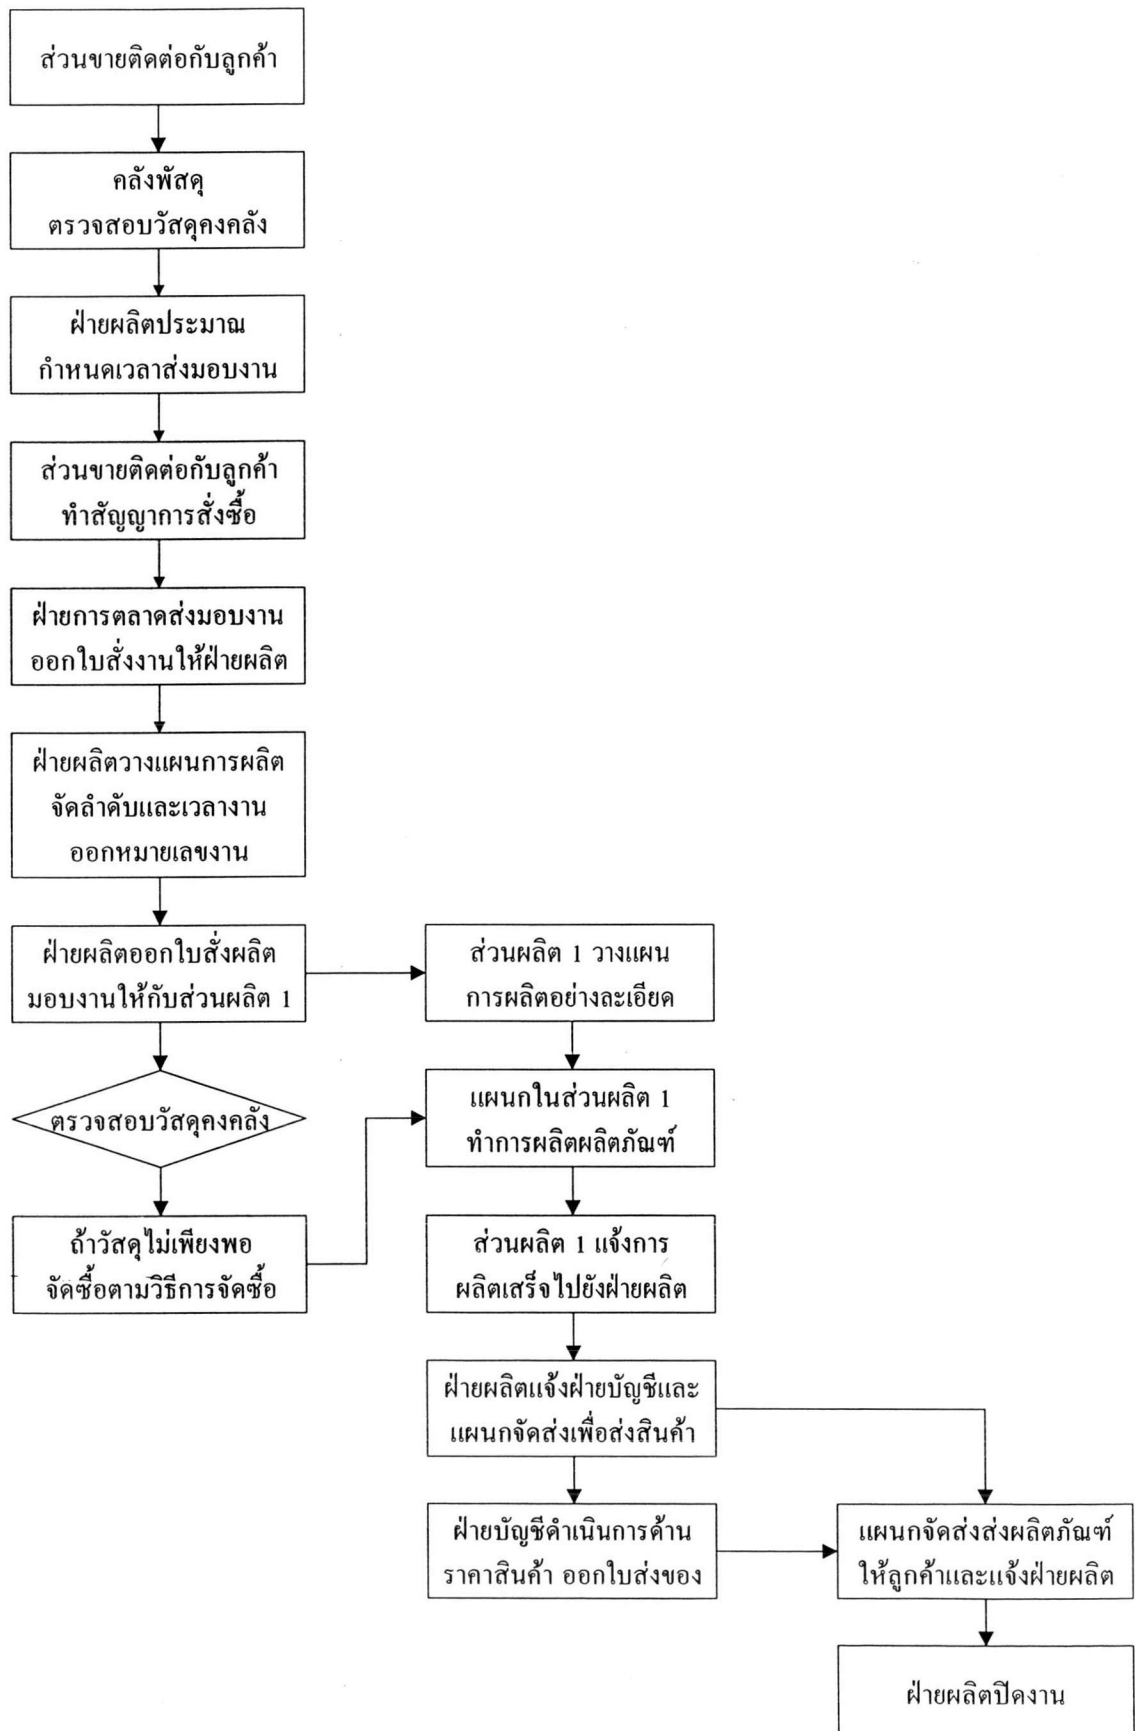 ส่วนขายติดต่อกับลูกค้า
คลังพัสดุ
ตรวจสอบวัสดุคงคลัง
ฝ่ายผลิตประมาณ
กำหนดเวลาส่งมอบงาน
ส่วนขายติดต่อกับลูกค้า
ทำสัญญาการสั่งซื้อ
ฝ่ายการตลาดส่งมอบงาน
ออกใบสั่งงานให้ฝ่ายผลิต
ฝ่ายผลิตวางแผนการผลิต
จัดลำดับและเวลางาน
ออกหมายเลขงาน
ฝ่ายผลิตออกใบสั่งผลิต
มอบงานให้กับส่วนผลิต 1
ตรวจสอบวัสดุคงคลัง
ถ้าวัสดุไม่เพียงพอ
จัดซื้อตามวิธีการจัดซื้อ
ส่วนผลิต 1 วางแผน
การผลิตอย่างละเอียด
แผนกในส่วนผลิต 1
ทำการผลิตผลิตภัณฑ์
ส่วนผลิต 1 แจ้งการ
ผลิตเสร็จไปยังฝ่ายผลิต
ฝ่ายผลิตแจ้งฝ่ายบัญชีและ
แผนกจัดส่งเพื่อส่งสินค้า
ฝ่ายบัญชีดำเนินการด้าน
ราคาสินค้า ออกใบส่งของ
แผนกจัดส่งส่งผลิตภัณฑ์
ให้ลูกค้าและแจ้งฝ่ายผลิต
ฝ่ายผลิตปิดงาน